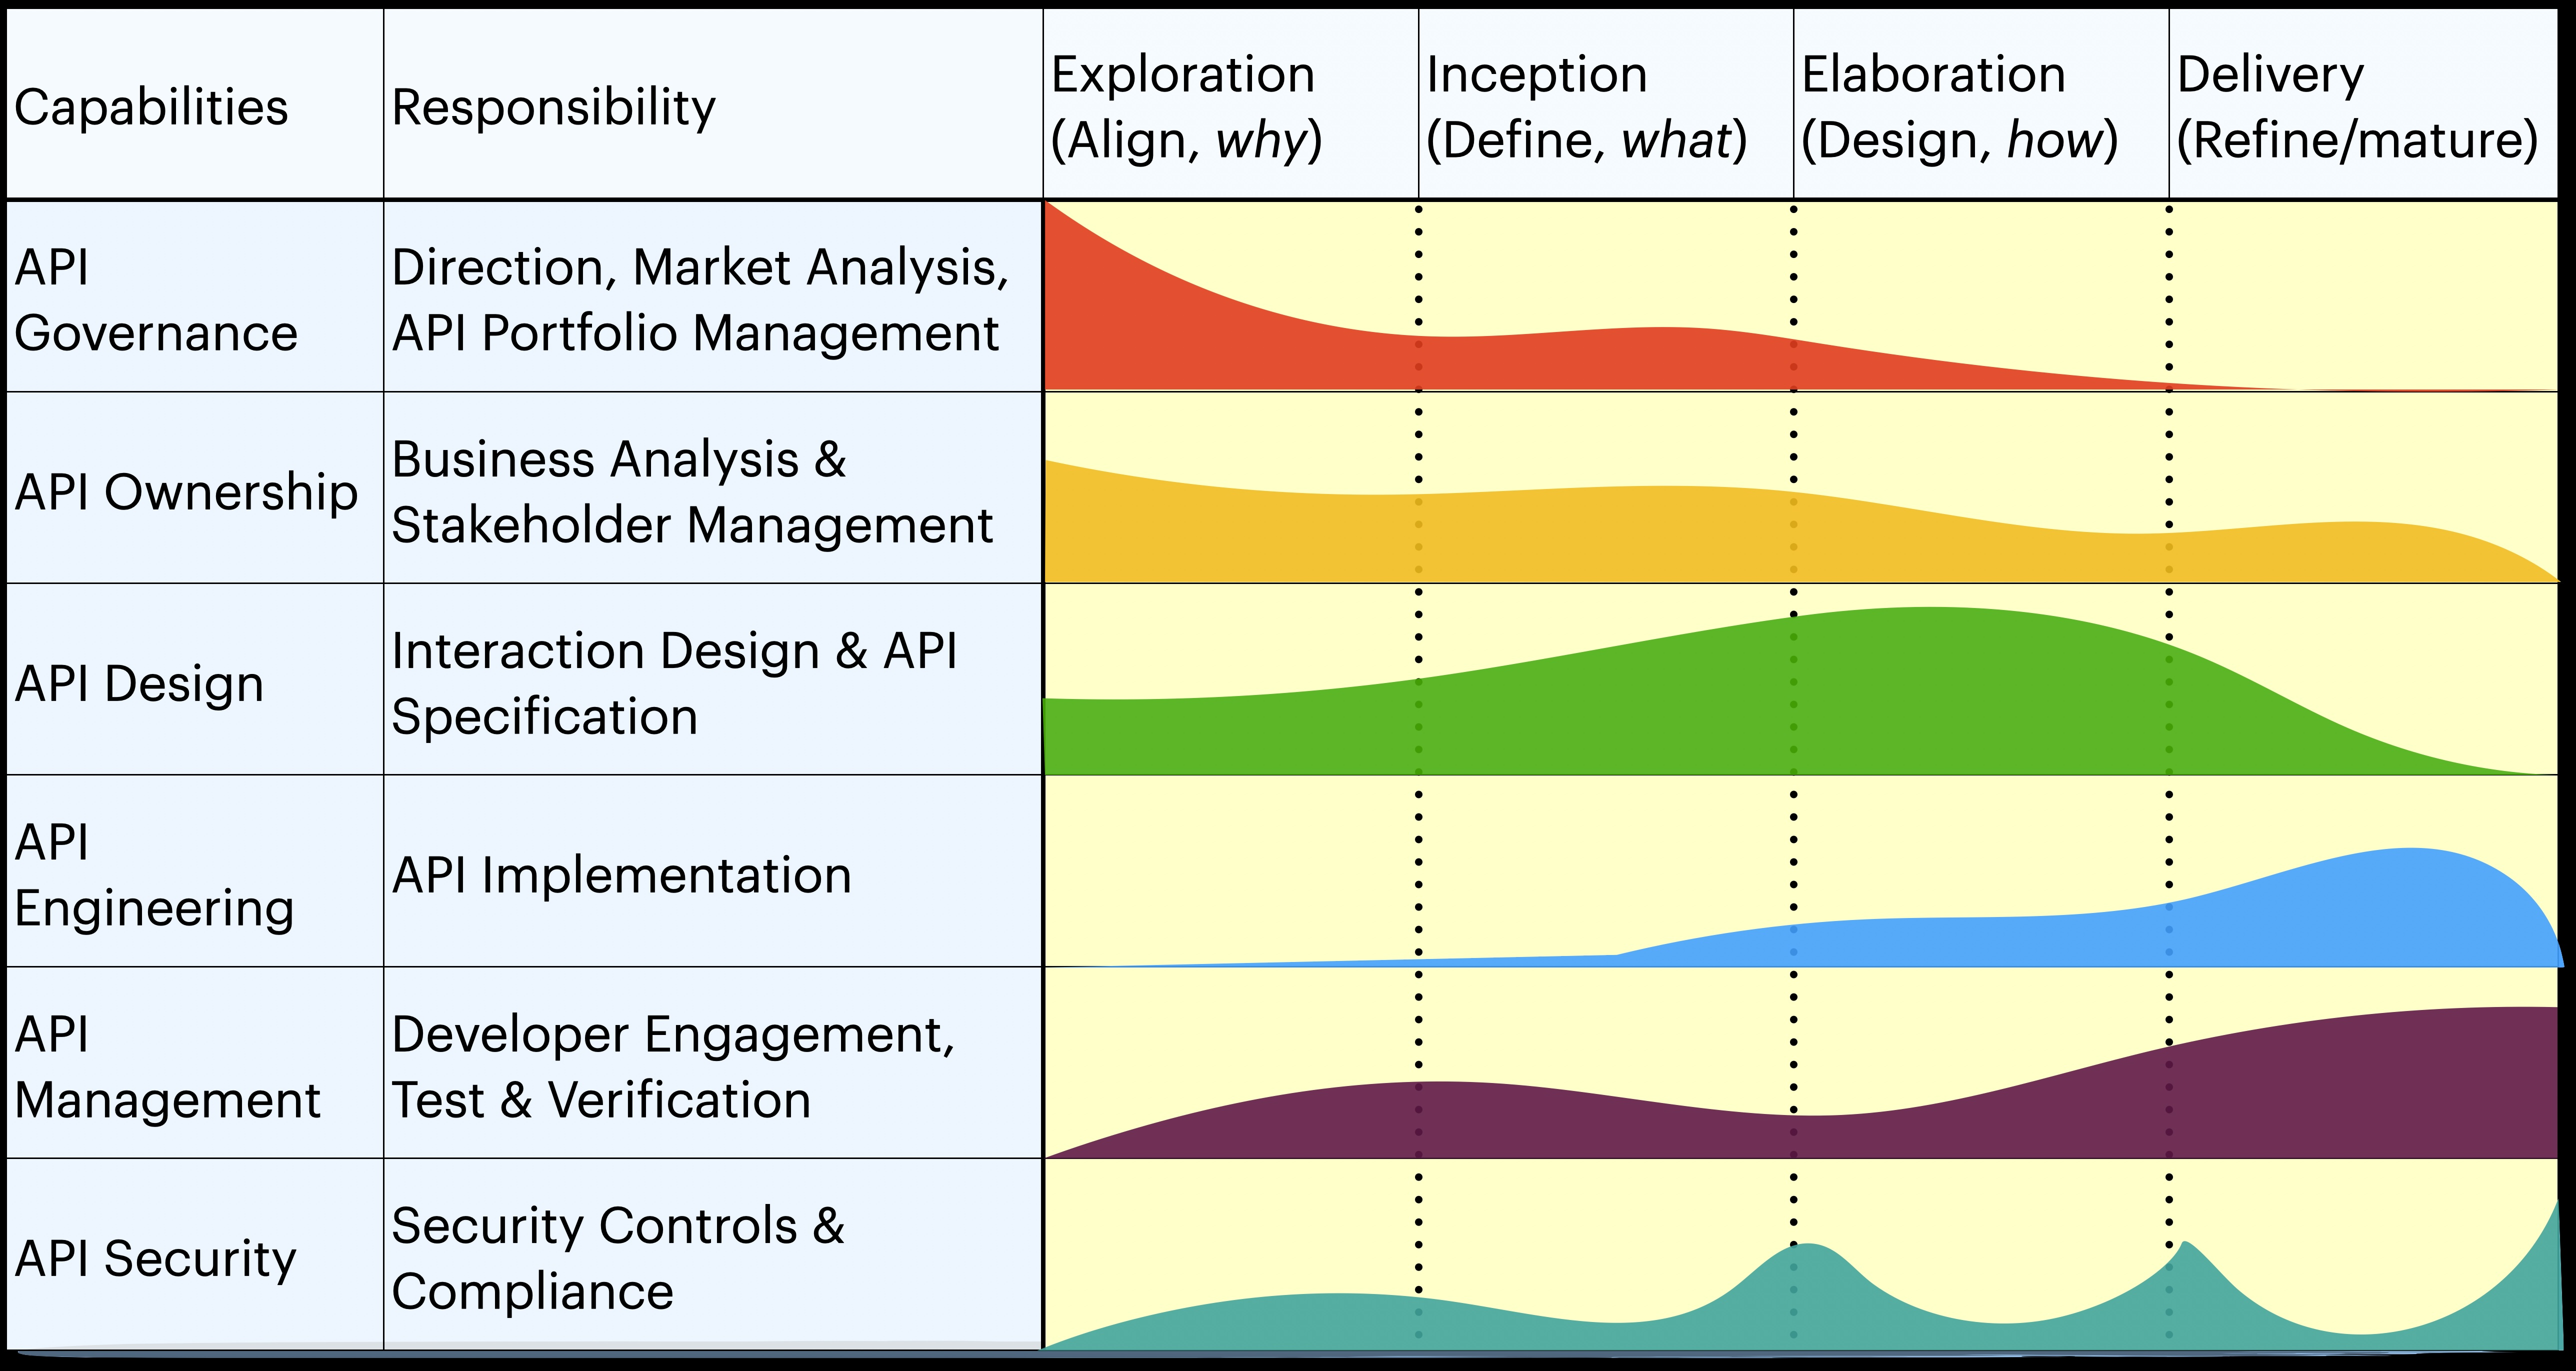 Capabilities
Responsibility
Exploration
(Align, why)
Inception
(Define, what)
Elaboration
(Design, how)
Delivery
(Refine/mature)
API
Governance
Direction, Market Analysis,
API Portfolio Management
API Ownership
Business Analysis &
Stakeholder Management
API Design
Interaction Design & API
Specification
API
Engineering
API Implementation
API
Management
Developer Engagement,
Test & Verification
API Security
Security Controls &
Compliance